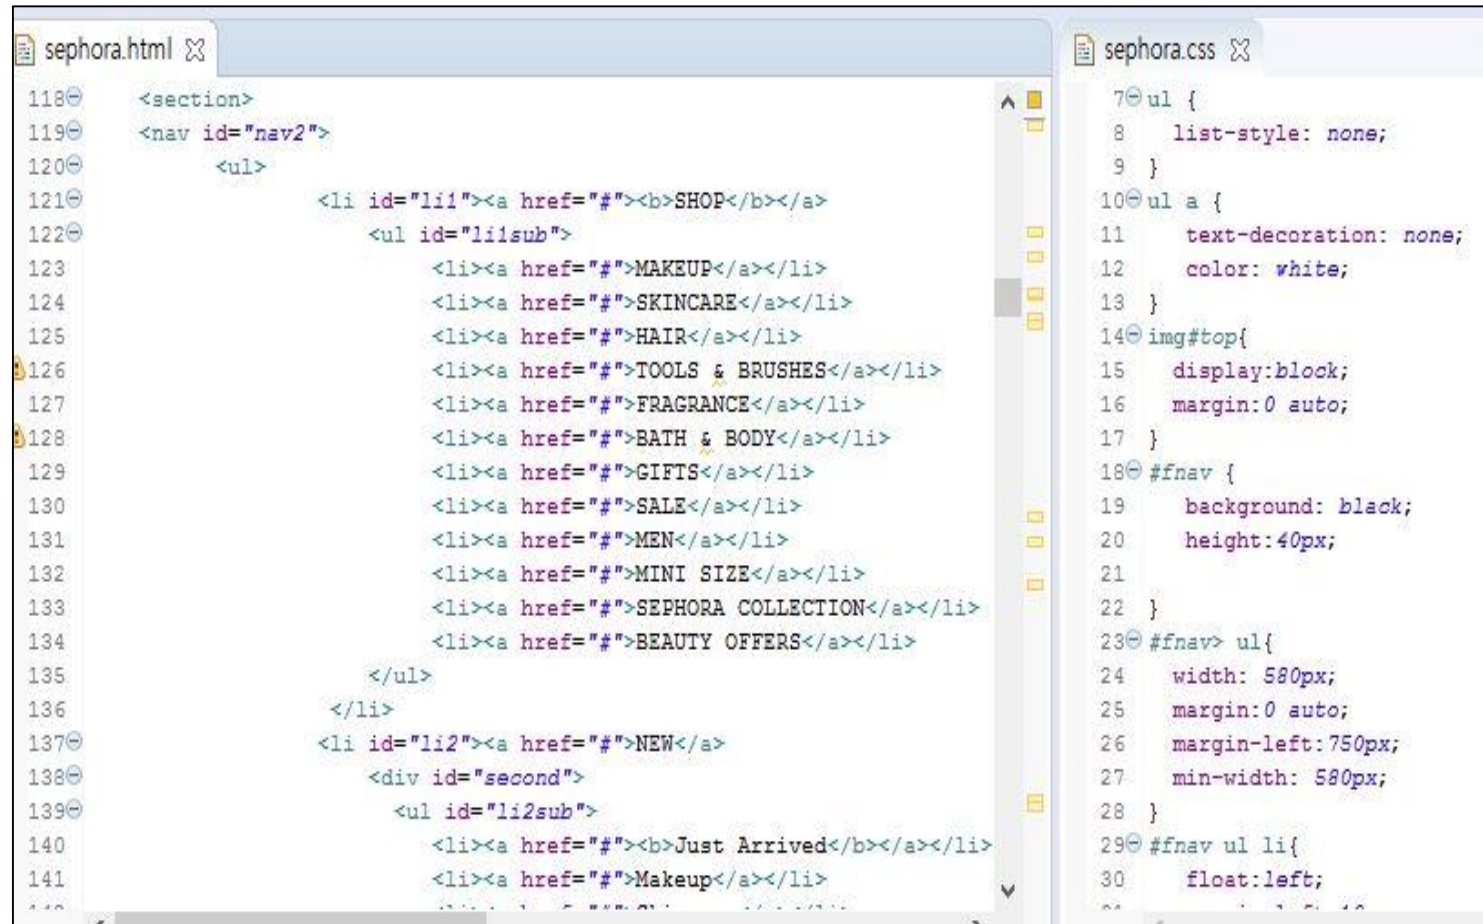 sephora.html
118 <section>
119 <nav id="nav2">
120 <ul>
121 <li id="li1"><a href="#"><b>SHOP</b></a>
122 <ul id="li1sub">
123 <li><a href="#">MAKEUP</a></li>
124 <li><a href="#">SKINCARE</a></li>
125 <li><a href="#">HAIR</a></li>
126 <li><a href="#">TOOLS & BRUSHES</a></li>
127 <li><a href="#">FRAGRANCE</a></li>
128 <li><a href="#">BATH & BODY</a></li>
129 <li><a href="#">GIFTS</a></li>
130 <li><a href="#">SALE</a></li>
131 <li><a href="#">MEN</a></li>
132 <li><a href="#">MINI SIZE</a></li>
133 <li><a href="#">SEPHORA COLLECTION</a></li>
134 <li><a href="#">BEAUTY OFFERS</a></li>
135 </ul>
136 </li>
137 <li id="li2"><a href="#">NEW</a>
138 <div id="second">
139 <ul id="li2sub">
140 <li><a href="#"><b>Just Arrived</b></a></li>
141 <li><a href="#">Makeup</a></li>
sephora.css
7 ul {
8 list-style: none;
9 }
10 ul a {
11 text-decoration: none;
12 color: white;
13 }
14 img#top{
15 display:block;
16 margin:0 auto;
17 }
18 #fnav {
19 background: black;
20 height:40px;
21
22 }
23 #fnav> ul{
24 width: 580px;
25 margin:0 auto;
26 margin-left:750px;
27 min-width: 580px;
28 }
29 #fnav ul li{
30 float:left;